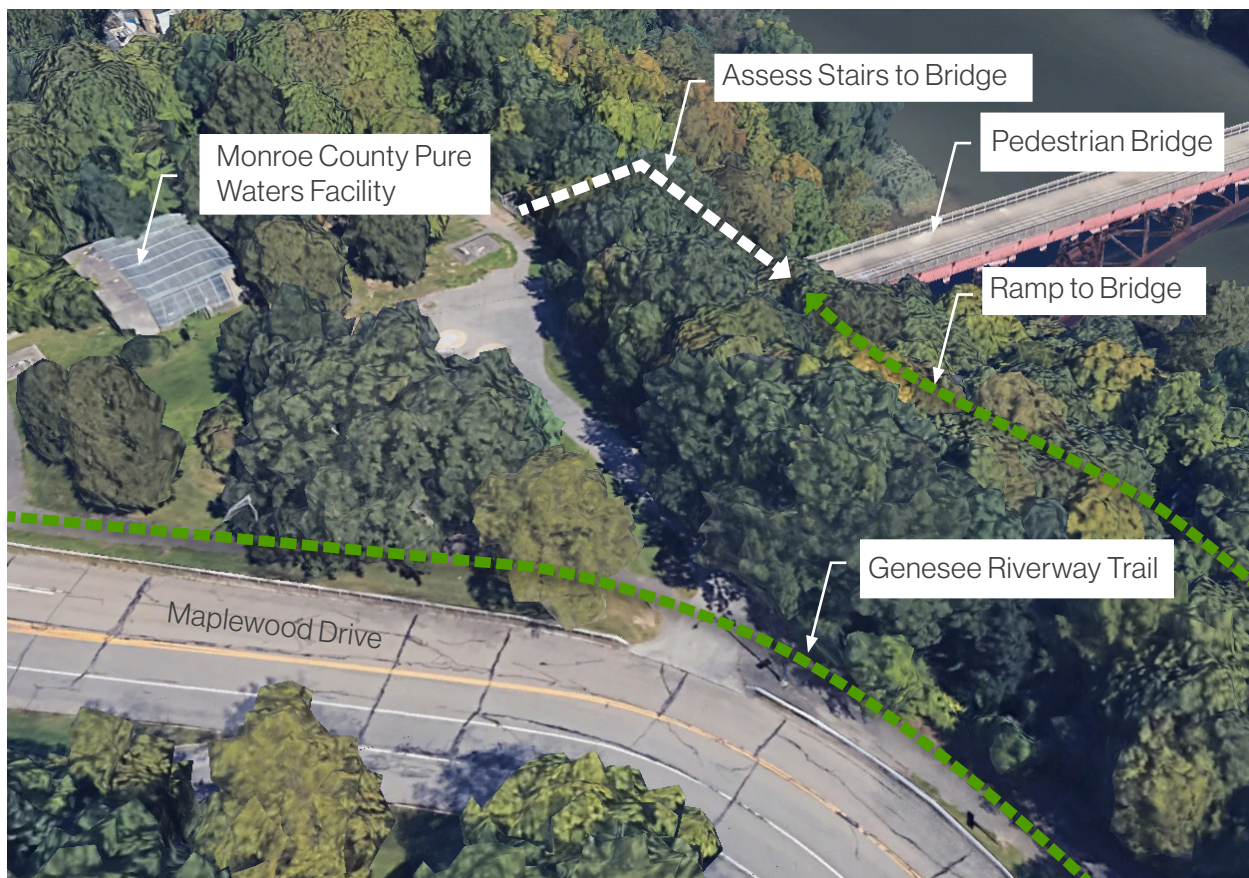 Assess Stairs to Bridge
Pedestrian Bridge
Monroe County Pure
Waters Facility
Ramp to Bridge
Genesee Riverway Trail
Maplewood Drive